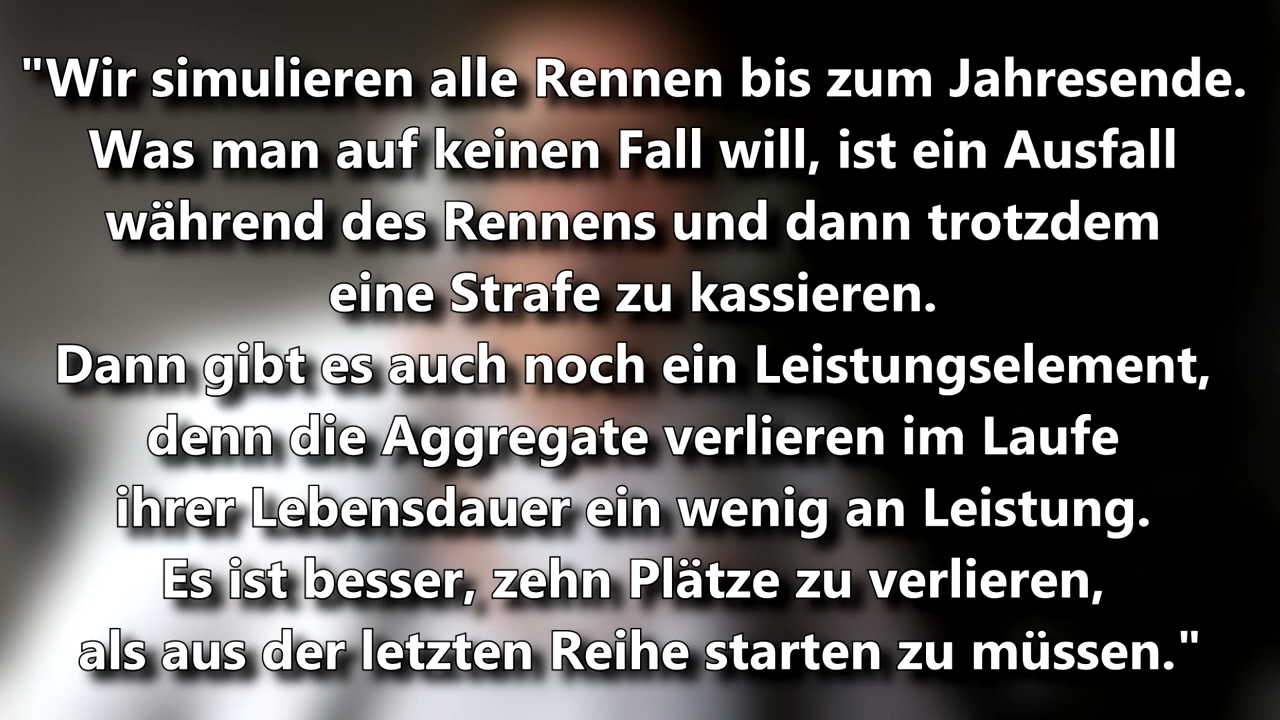 "Wir simulieren alle Rennen bis zum Jahresende.
Was man auf keinen Fall will, ist ein Ausfall
während des Rennens und dann trotzdem
eine Strafe zu kassieren.
Dann gibt es auch noch ein Leistungselement,
denn die Aggregate verlieren im Laufe
ihrer Lebensdauer ein wenig an Leistung.
Es ist besser, zehn Plätze zu verlieren,
als aus der letzten Reihe starten zu müssen."